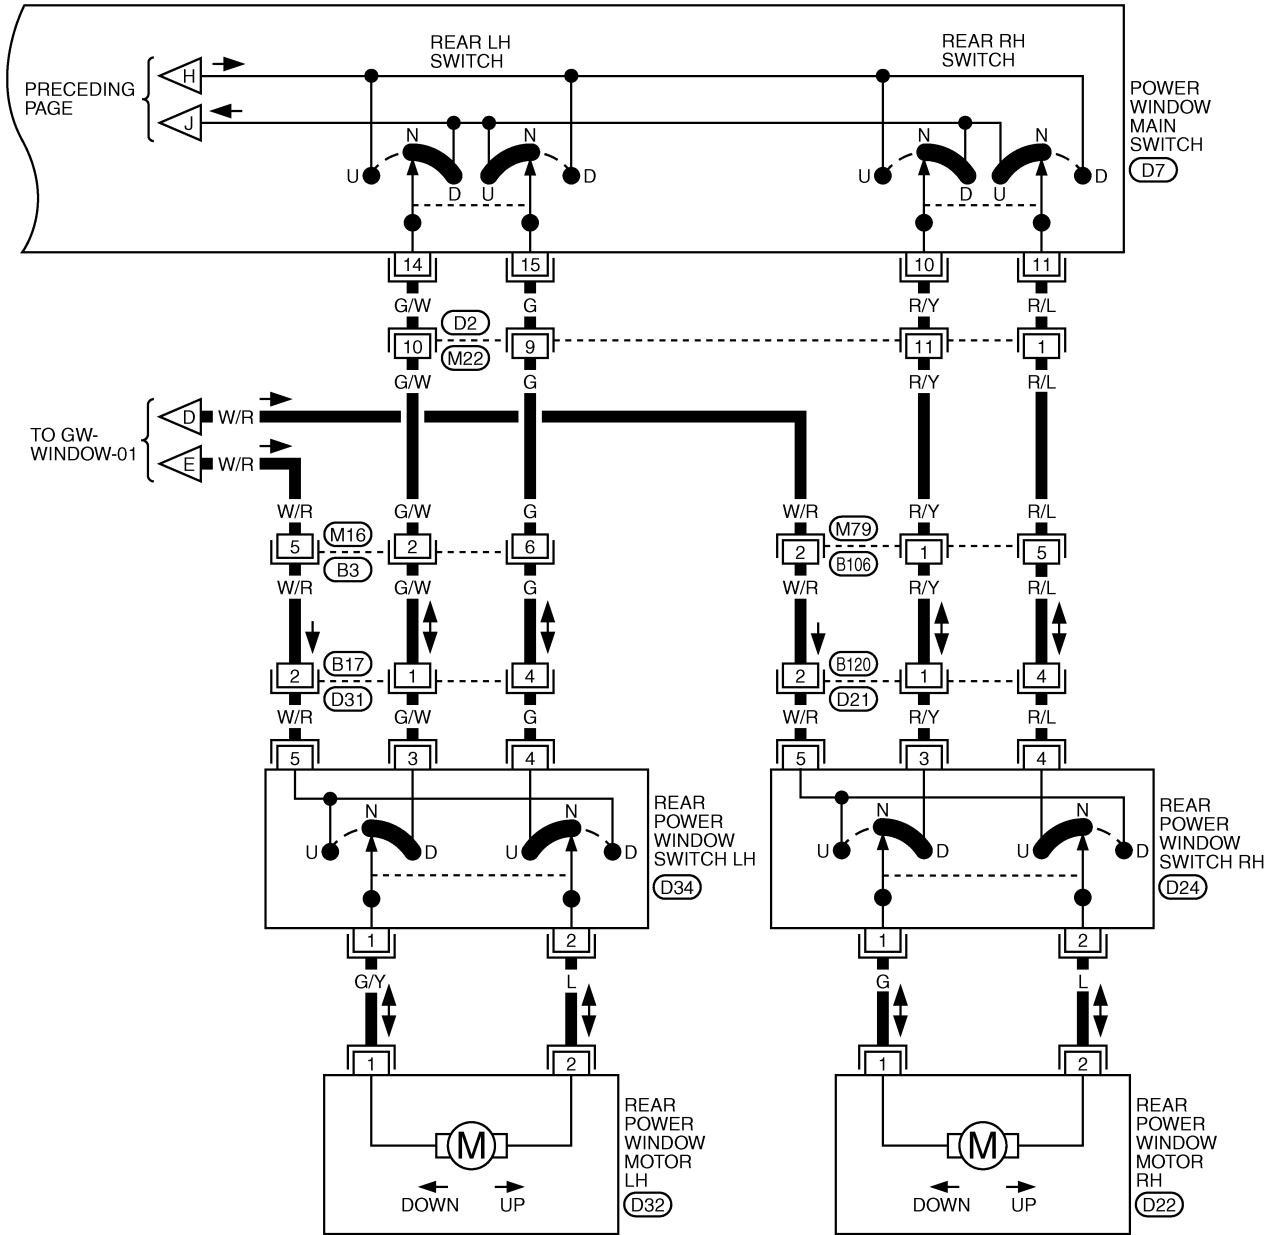 REAR LH
SWITCH
REAR RH
SWITCH
PRECEDING
PAGE
H
J
POWER
WINDOW
MAIN
SWITCH
D7
N N N N
U D U D U D U D
14 15 10 11
G/W G R/Y R/L
D2
10 9 11 1
M22
G/W G R/Y R/L
TO GW-
WINDOW-01
D W/R
E W/R
W/R G/W G W/R R/Y R/L
M16 M79
5 2 6 2 1 5
B3 B106
W/R G/W G W/R R/Y R/L
B17 B120
2 1 4 2 1 4
D31 D21
W/R G/W G W/R R/Y R/L
5 3 4 5 3 4
N N N N
U D U D U D U D
REAR
POWER
WINDOW
SWITCH LH
D34
REAR
POWER
WINDOW
SWITCH RH
D24
1 2 1 2
G/Y L G L
1 2 1 2
M M
DOWN UP DOWN UP
REAR
POWER
WINDOW
MOTOR
LH
D32
REAR
POWER
WINDOW
MOTOR
RH
D22